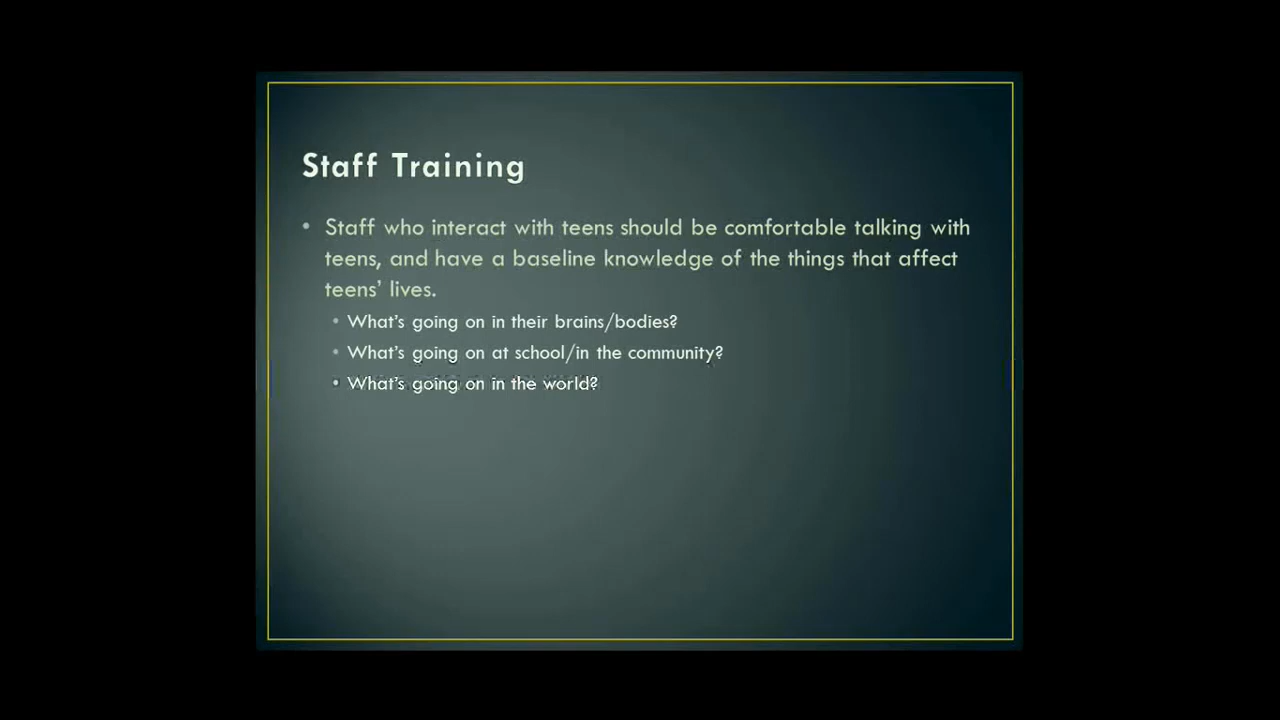 Staff Training
• Staff who interact with teens should be comfortable talking with
teens, and have a baseline knowledge of the things that affect
teens’ lives.
• What’s going on in their brains/bodies?
• What’s going on at school/in the community?
• What’s going on in the world?